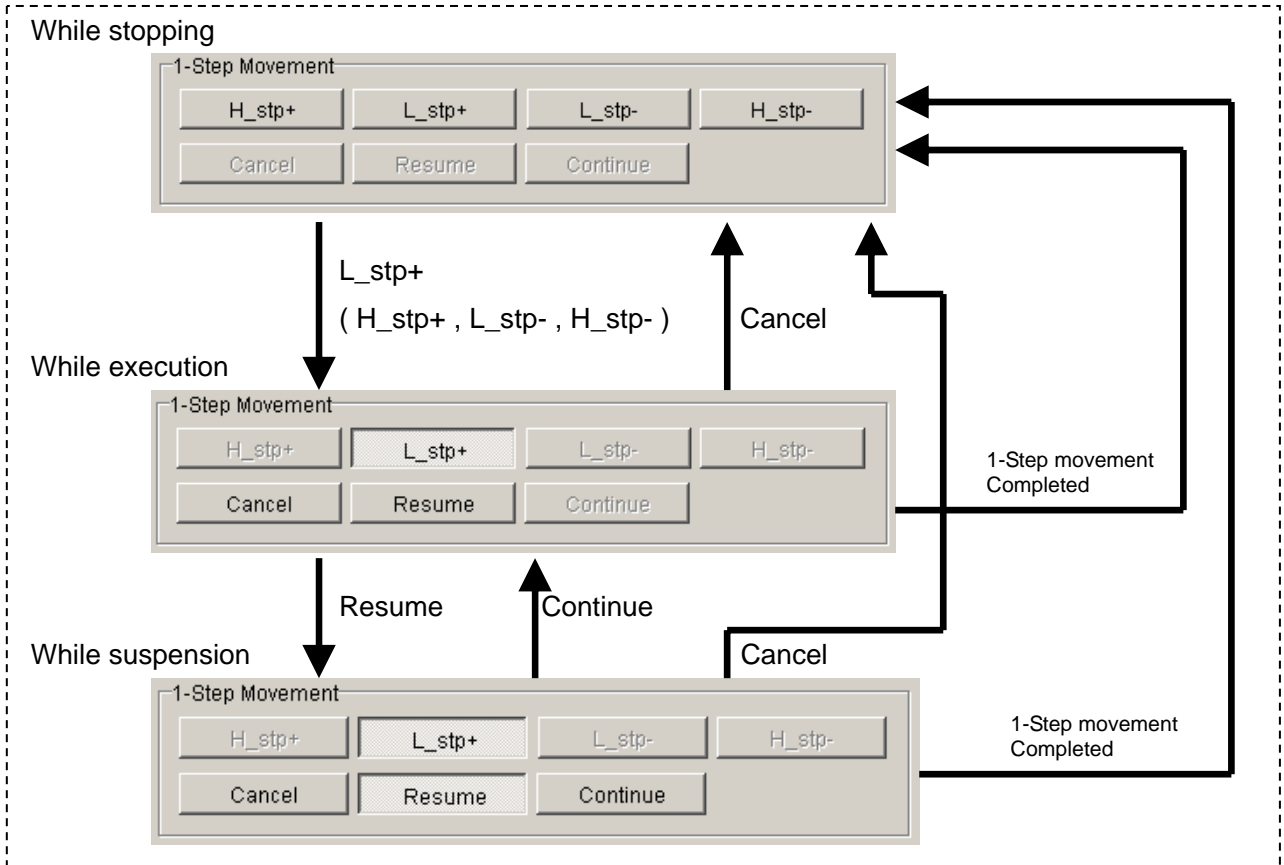 While stopping
1-Step Movement
H_stp+ L_stp+ L_stp- H_stp-
Cancel Resume Continue
L_stp+
( H_stp+ , L_stp- , H_stp- )
Cancel
While execution
1-Step Movement
H_stp+ L_stp+ L_stp- H_stp-
Cancel Resume Continue
1-Step movement
Completed
Resume
Continue
While suspension
Cancel
1-Step Movement
H_stp+ L_stp+ L_stp- H_stp-
Cancel Resume Continue
1-Step movement
Completed